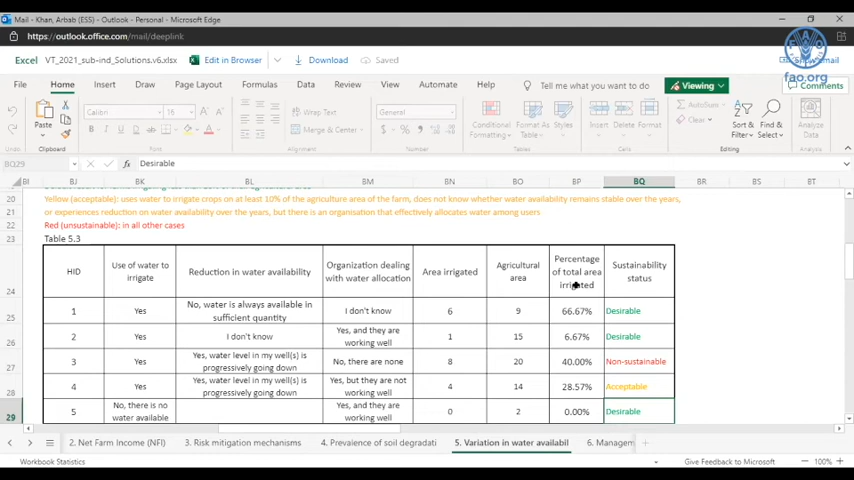 Mail - Khan, Arbab (ESS) - Outlook - Personal - Microsoft Edge
https://outlook.office.com/mail/deeplink
fao.org
Excel VT_2021_sub-ind_Solutions.v6.xlsx Edit in Browser Download Saved
File Home Insert Draw Page Layout Formulas Data Review View Automate Help Tell me what you want to do Viewing Comments
Paste Calibri 16 Wrap Text General Conditional Formatting Format As Table Styles Insert Delete Format AutoSum Sort & Filter Find & Select Analyze Data
B Merge & Center Clear
Clipboard Font Alignment Number Tables Cells Editing
BQ29 fx Desirable
BI BJ BK BL BM BN BO BP BQ BR BS BT
20 Yellow (acceptable): uses water to irrigate crops on at least 10% of the agriculture area of the farm, does not know whether water availability remains stable over the years,
21 or experiences reduction on water availability over the years, but there is an organisation that effectively allocates water among users
22 Red (unsustainable): in all other cases
23 Table 5.3
24 HID Use of water to irrigate Reduction in water availability Organization dealing with water allocation Area irrigated Agricultural area Percentage of total area irrigated Sustainability status
25 1 Yes No, water is always available in sufficient quantity I don't know 6 9 66.67% Desirable
26 2 Yes I don't know Yes, and they are working well 1 15 6.67% Desirable
27 3 Yes Yes, water level in my well(s) is progressively going down No, there are none 8 20 40.00% Non-sustainable
28 4 Yes Yes, water level in my well(s) is progressively going down Yes, but they are not working well 4 14 28.57% Acceptable
29 5 No, there is no water available Yes, and they are working well 0 2 0.00% Desirable
2. Net Farm Income (NFI) 3. Risk mitigation mechanisms 4. Prevalence of soil degradati 5. Variation in water availabil 6. Managem
Workbook Statistics Give Feedback to Microsoft 100%